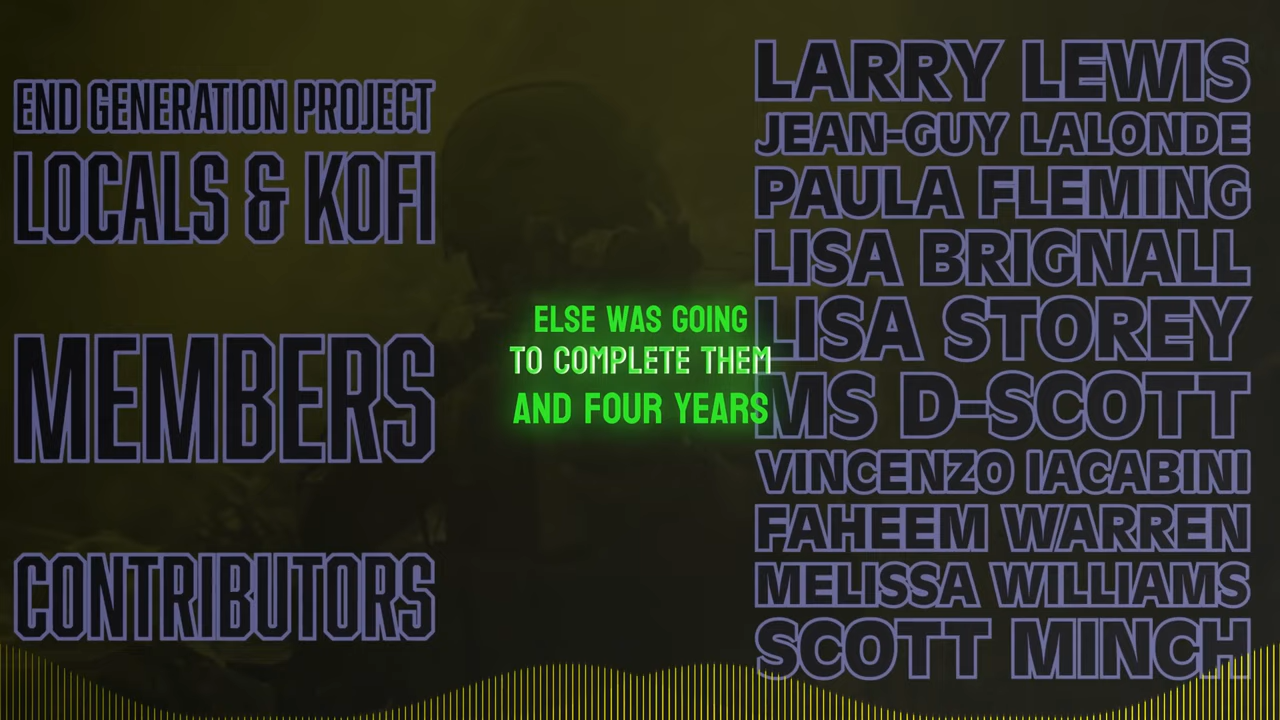 END GENERATION PROJECT
LOCALS & KOFI
MEMBERS
CONTRIBUTORS
ELSE WAS GOING
TO COMPLETE THEM
AND FOUR YEARS
LARRY LEWIS
JEAN-GUY LALONDE
PAULA FLEMING
LISA BRIGNALL
LISA STOREY
MS D-SCOTT
VINCENZO IACABINI
FAHEEM WARREN
MELISSA WILLIAMS
SCOTT MINCH